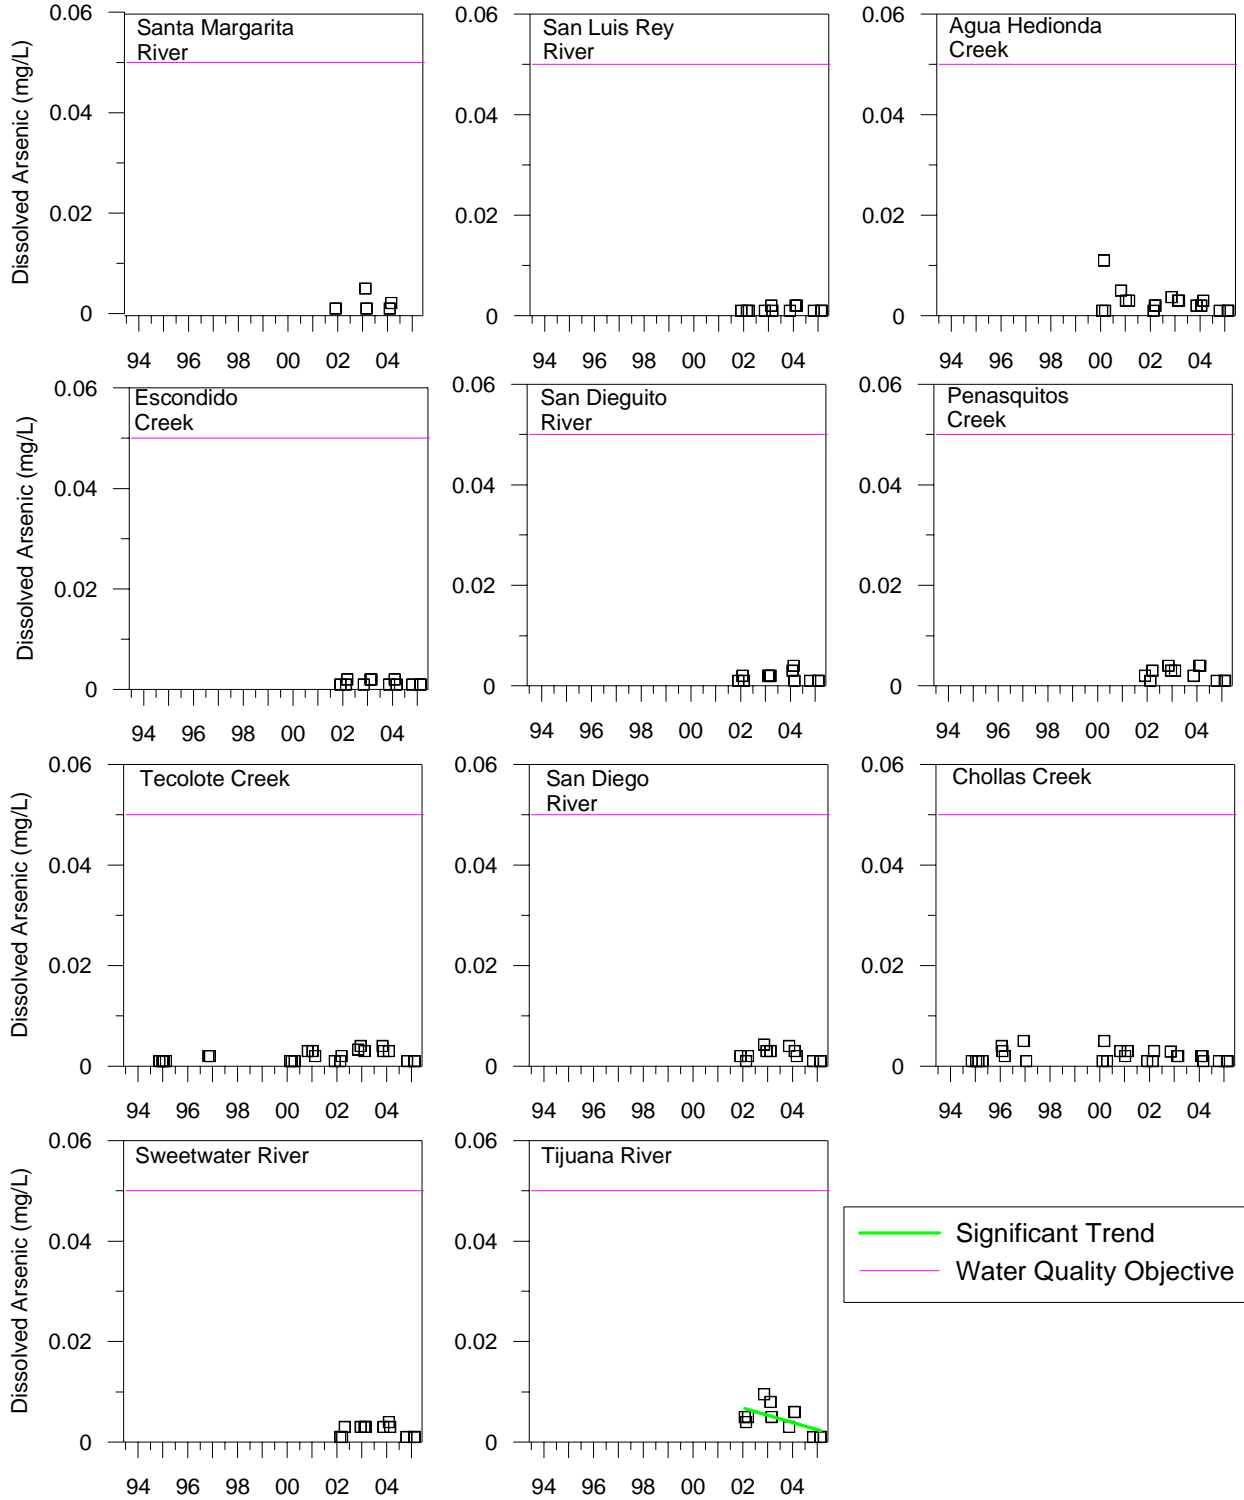 Dissolved Arsenic (mg/L)
0.06
0.04
0.02
0
Santa Margarita
River
94 96 98 00 02 04
0.06
0.04
0.02
0
San Luis Rey
River
94 96 98 00 02 04
0.06
0.04
0.02
0
Agua Hedionda
Creek
94 96 98 00 02 04
Dissolved Arsenic (mg/L)
0.06
0.04
0.02
0
Escondido
Creek
94 96 98 00 02 04
0.06
0.04
0.02
0
San Dieguito
River
94 96 98 00 02 04
0.06
0.04
0.02
0
Penasquitos
Creek
94 96 98 00 02 04
Dissolved Arsenic (mg/L)
0.06
0.04
0.02
0
Tecolote Creek
94 96 98 00 02 04
0.06
0.04
0.02
0
San Diego
River
94 96 98 00 02 04
0.06
0.04
0.02
0
Chollas Creek
94 96 98 00 02 04
Dissolved Arsenic (mg/L)
0.06
0.04
0.02
0
Sweetwater River
94 96 98 00 02 04
0.06
0.04
0.02
0
Tijuana River
94 96 98 00 02 04
Significant Trend
Water Quality Objective